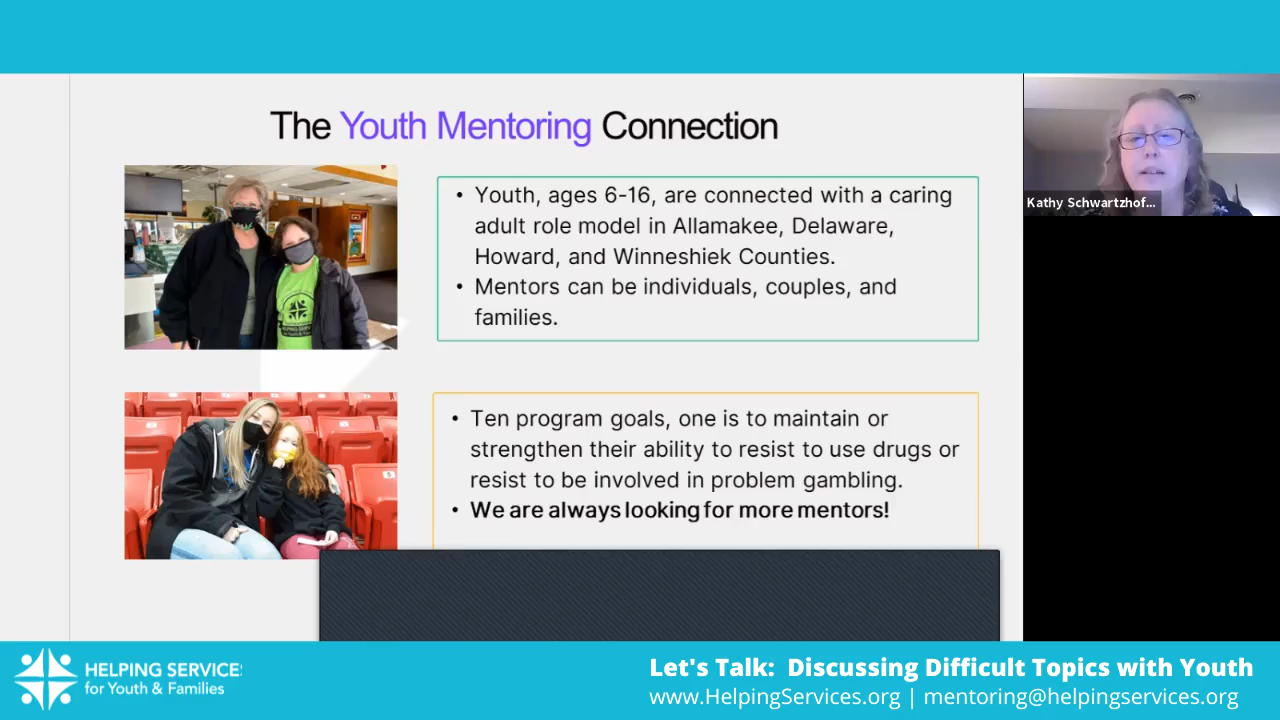 The Youth Mentoring Connection
• Youth, ages 6-16, are connected with a caring
adult role model in Allamakee, Delaware,
Howard, and Winneshiek Counties.
• Mentors can be individuals, couples, and
families.
Kathy Schwartzhof...
• Ten program goals, one is to maintain or
strengthen their ability to resist to use drugs or
resist to be involved in problem gambling.
• We are always looking for more mentors!
HELPING SERVICES
for Youth & Families
Let's Talk: Discussing Difficult Topics with Youth
www.HelpingServices.org | mentoring@helpingservices.org